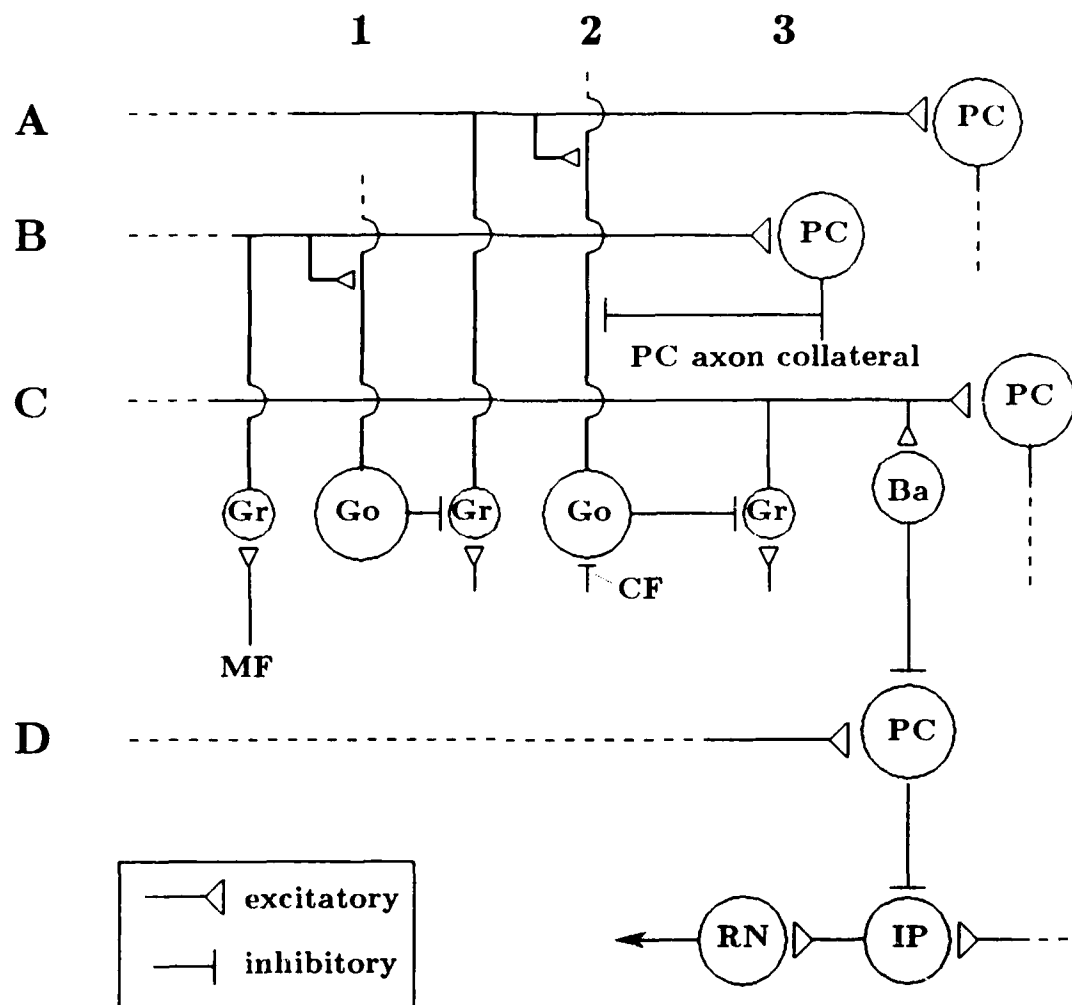 1 2 3
A PC
B PC
PC axon collateral
C PC
Gr Go Gr Go Gr Ba
CF
MF
D PC
excitatory
RN IP
inhibitory